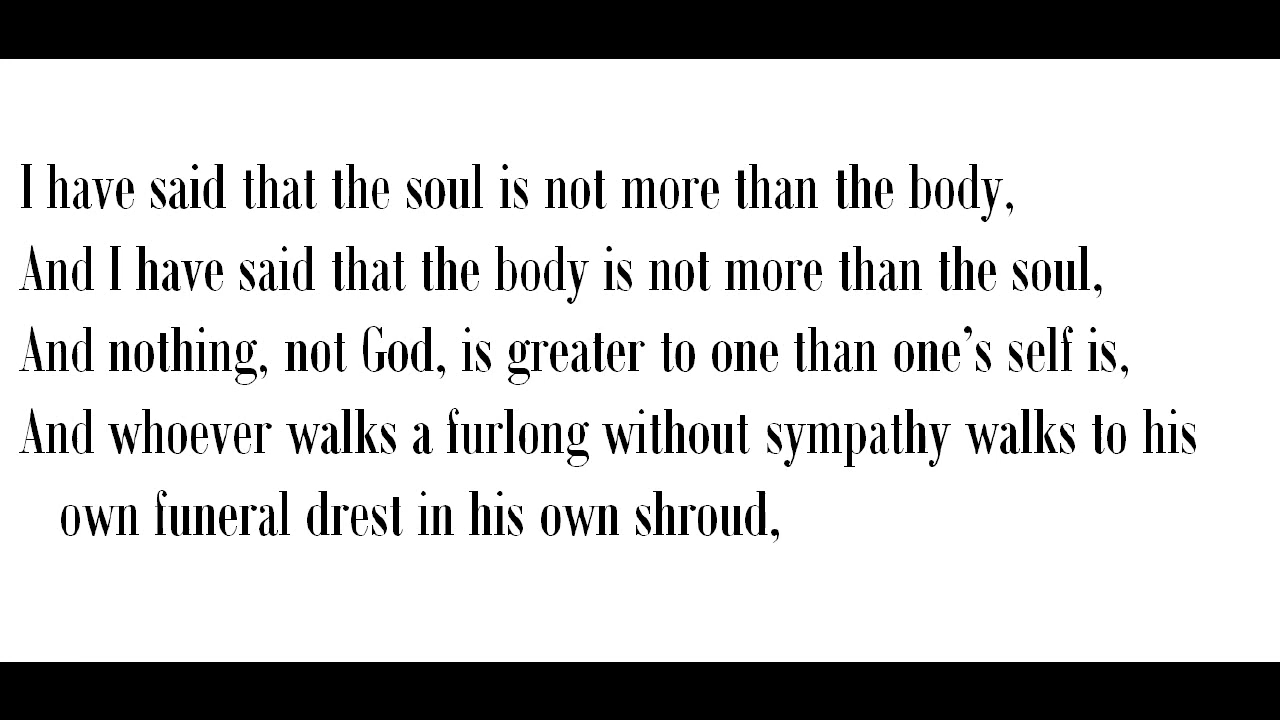 I have said that the soul is not more than the body,
And I have said that the body is not more than the soul,
And nothing, not God, is greater to one than one’s self is,
And whoever walks a furlong without sympathy walks to his
own funeral drest in his own shroud,